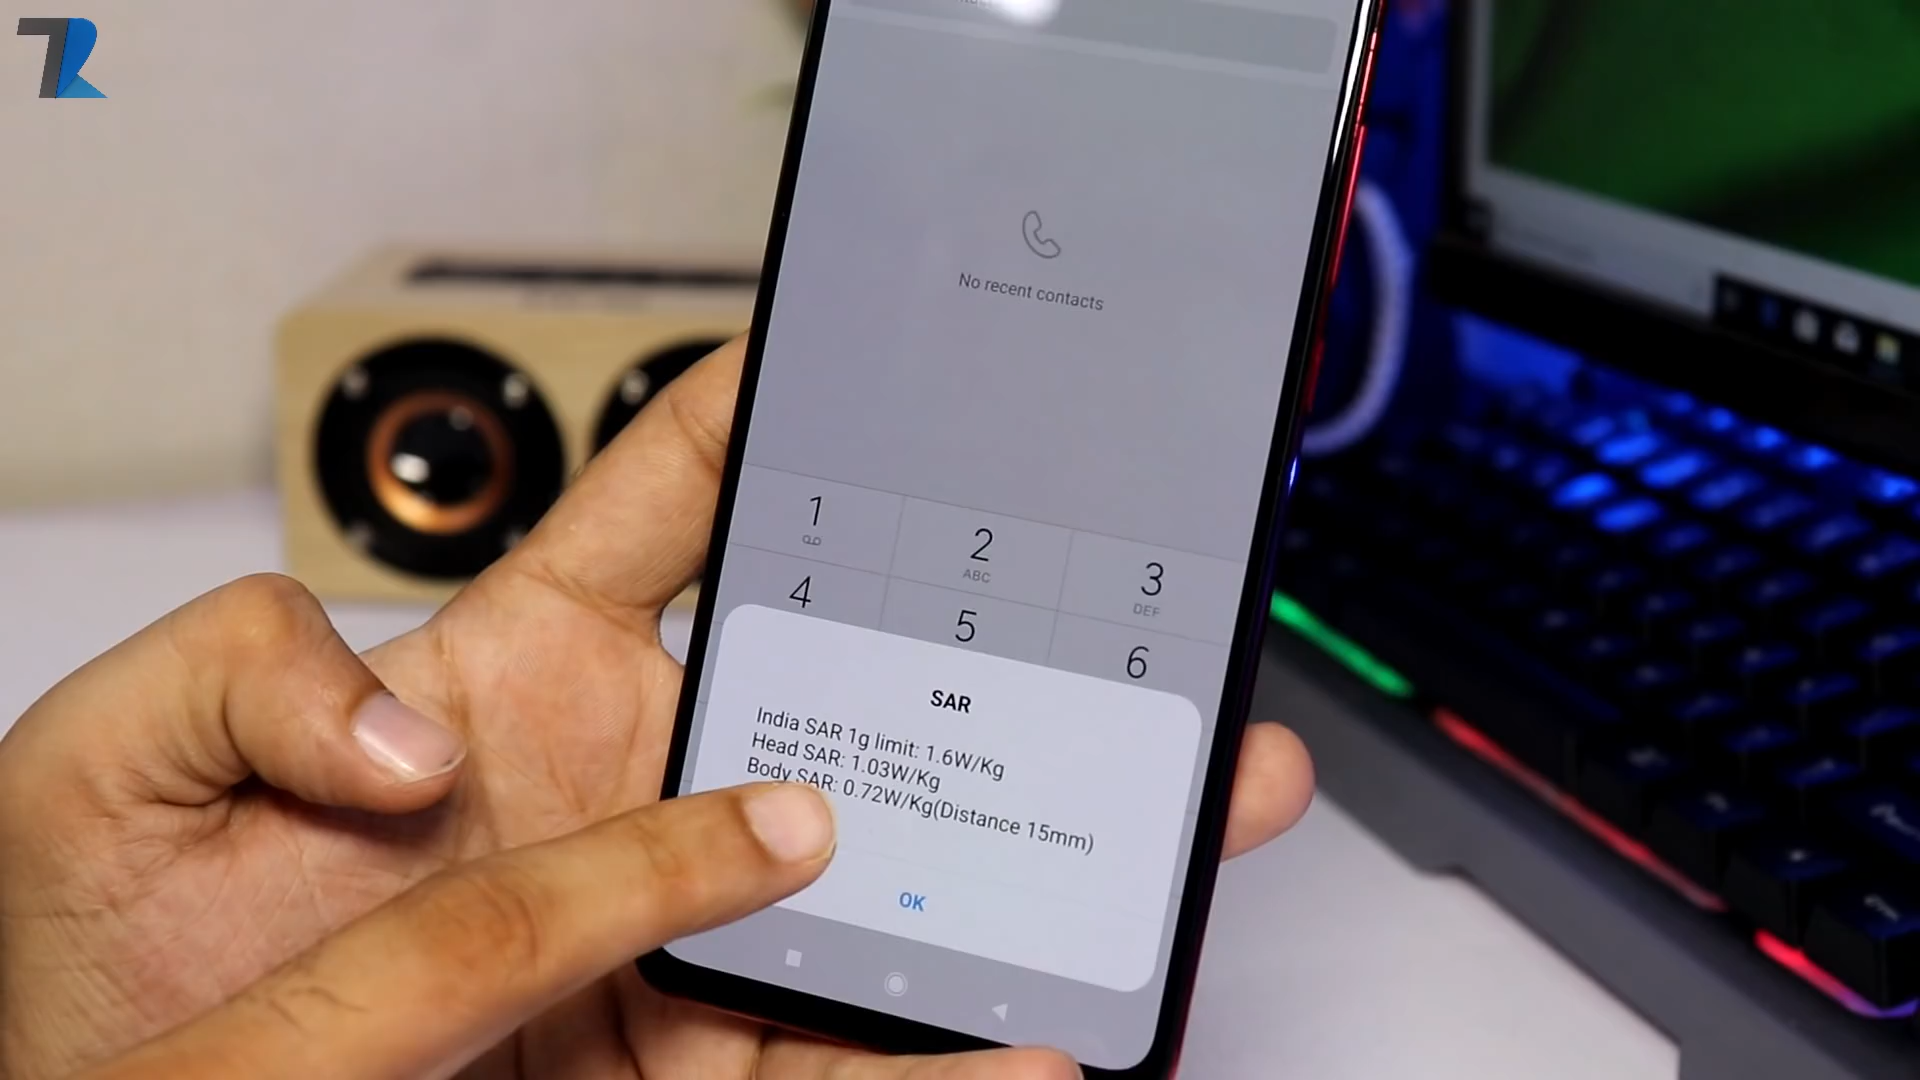 No recent contacts
1
2
ABC
3
DEF
4
5
6
SAR
India SAR 1g limit: 1.6W/Kg
Head SAR: 1.03W/Kg
Body SAR: 0.72W/Kg(Distance 15mm)
OK